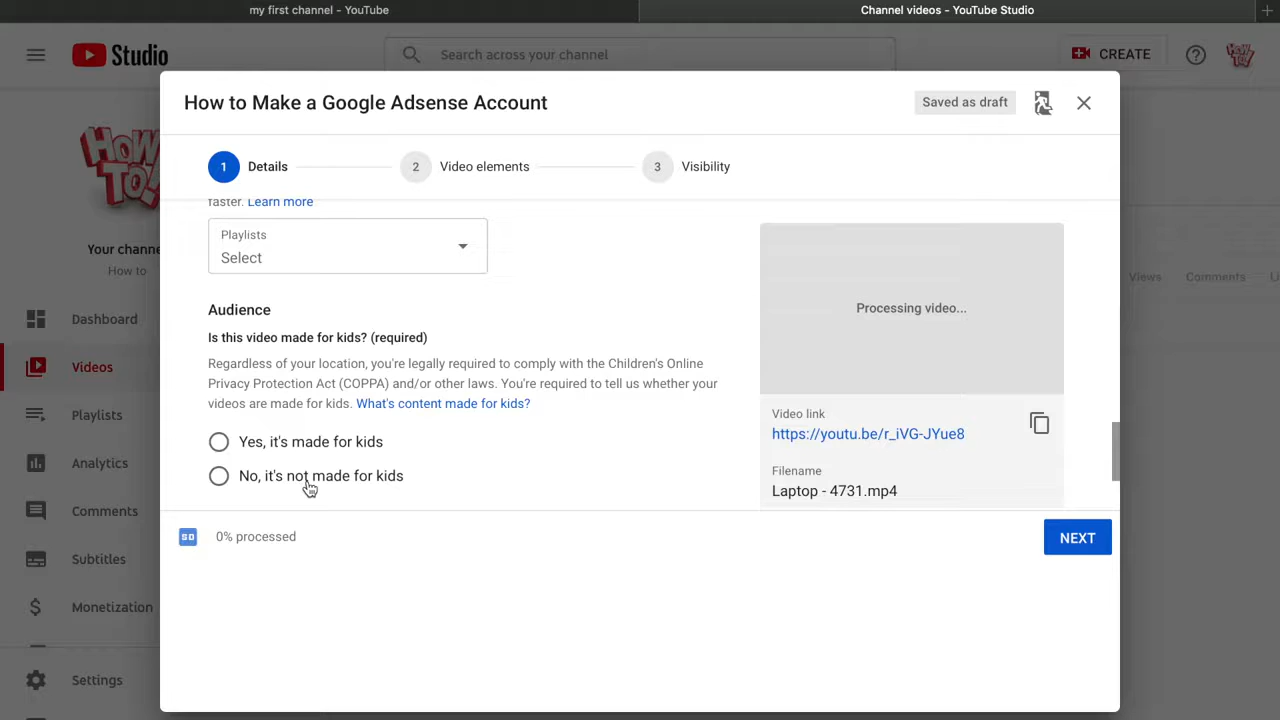 my first channel – YouTube
Channel videos - YouTube Studio
Studio
Search across your channel
CREATE
HOW TO!
How to Make a Google Adsense Account
Saved as draft
1 Details
2 Video elements
3 Visibility
faster. Learn more
Playlists
Select
Processing video...
Audience
Is this video made for kids? (required)
Regardless of your location, you're legally required to comply with the Children's Online
Privacy Protection Act (COPPA) and/or other laws. You're required to tell us whether your
videos are made for kids. What's content made for kids?
Yes, it's made for kids
No, it's not made for kids
Video link
https://youtu.be/r_iVG-JYue8
Filename
Laptop - 4731.mp4
SD 0% processed
NEXT
HOW
TO!
Your channe
How to
Dashboard
Videos
Playlists
Analytics
Comments
Subtitles
Monetization
Settings
Views
Comments